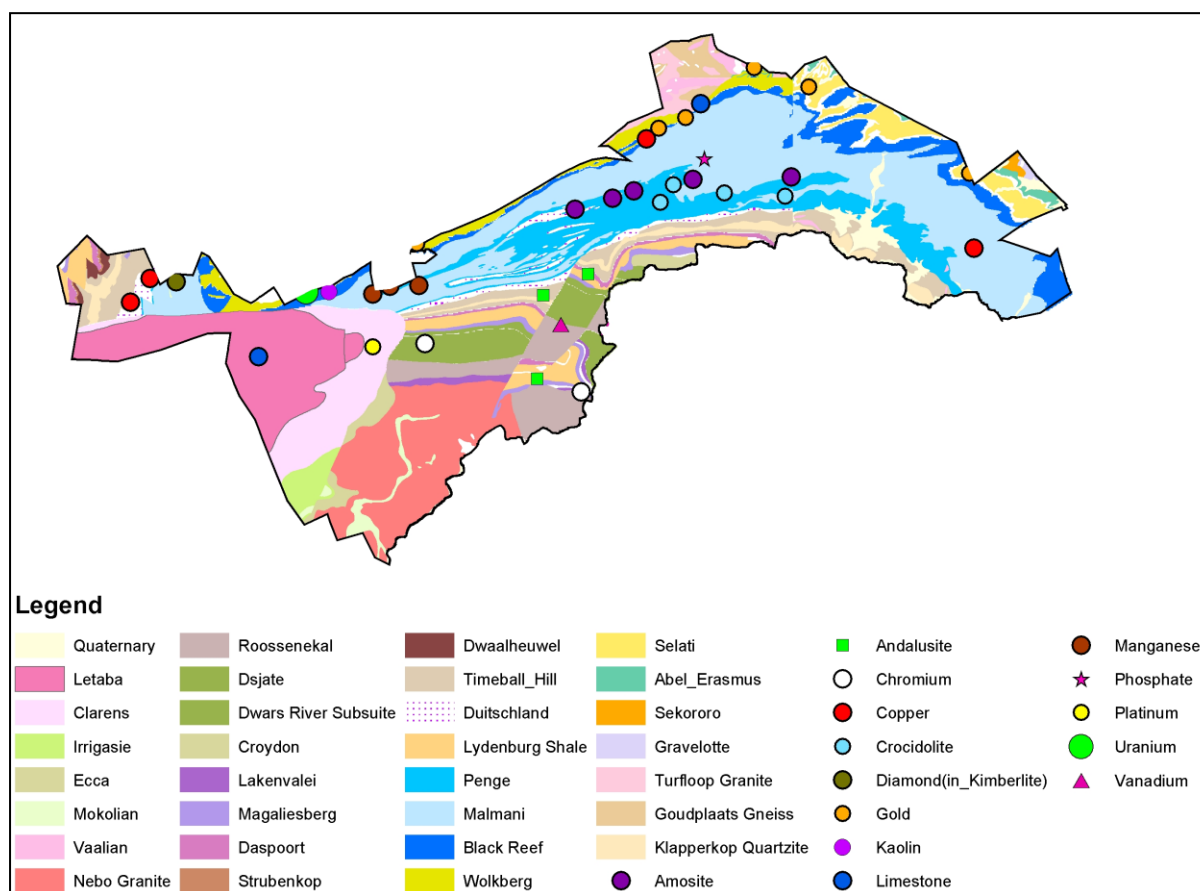 Legend
Quaternary
Letaba
Clarens
Irrigasie
Ecca
Mokolian
Vaalian
Nebo Granite
Roossenekal
Dsjate
Dwars River Subsuite
Croydon
Lakenvalei
Magaliesberg
Daspoort
Strubenkop
Dwaalheuwel
Timeball_Hill
Duitschland
Lydenburg Shale
Penge
Malmani
Black Reef
Wolkberg
Selati
Abel_Erasmus
Sekororo
Gravelotte
Turfloop Granite
Goudplaats Gneiss
Klapperkop Quartzite
Amosite
Andalusite
Chromium
Copper
Crocidolite
Diamond(in_Kimberlite)
Gold
Kaolin
Limestone
Manganese
Phosphate
Platinum
Uranium
Vanadium